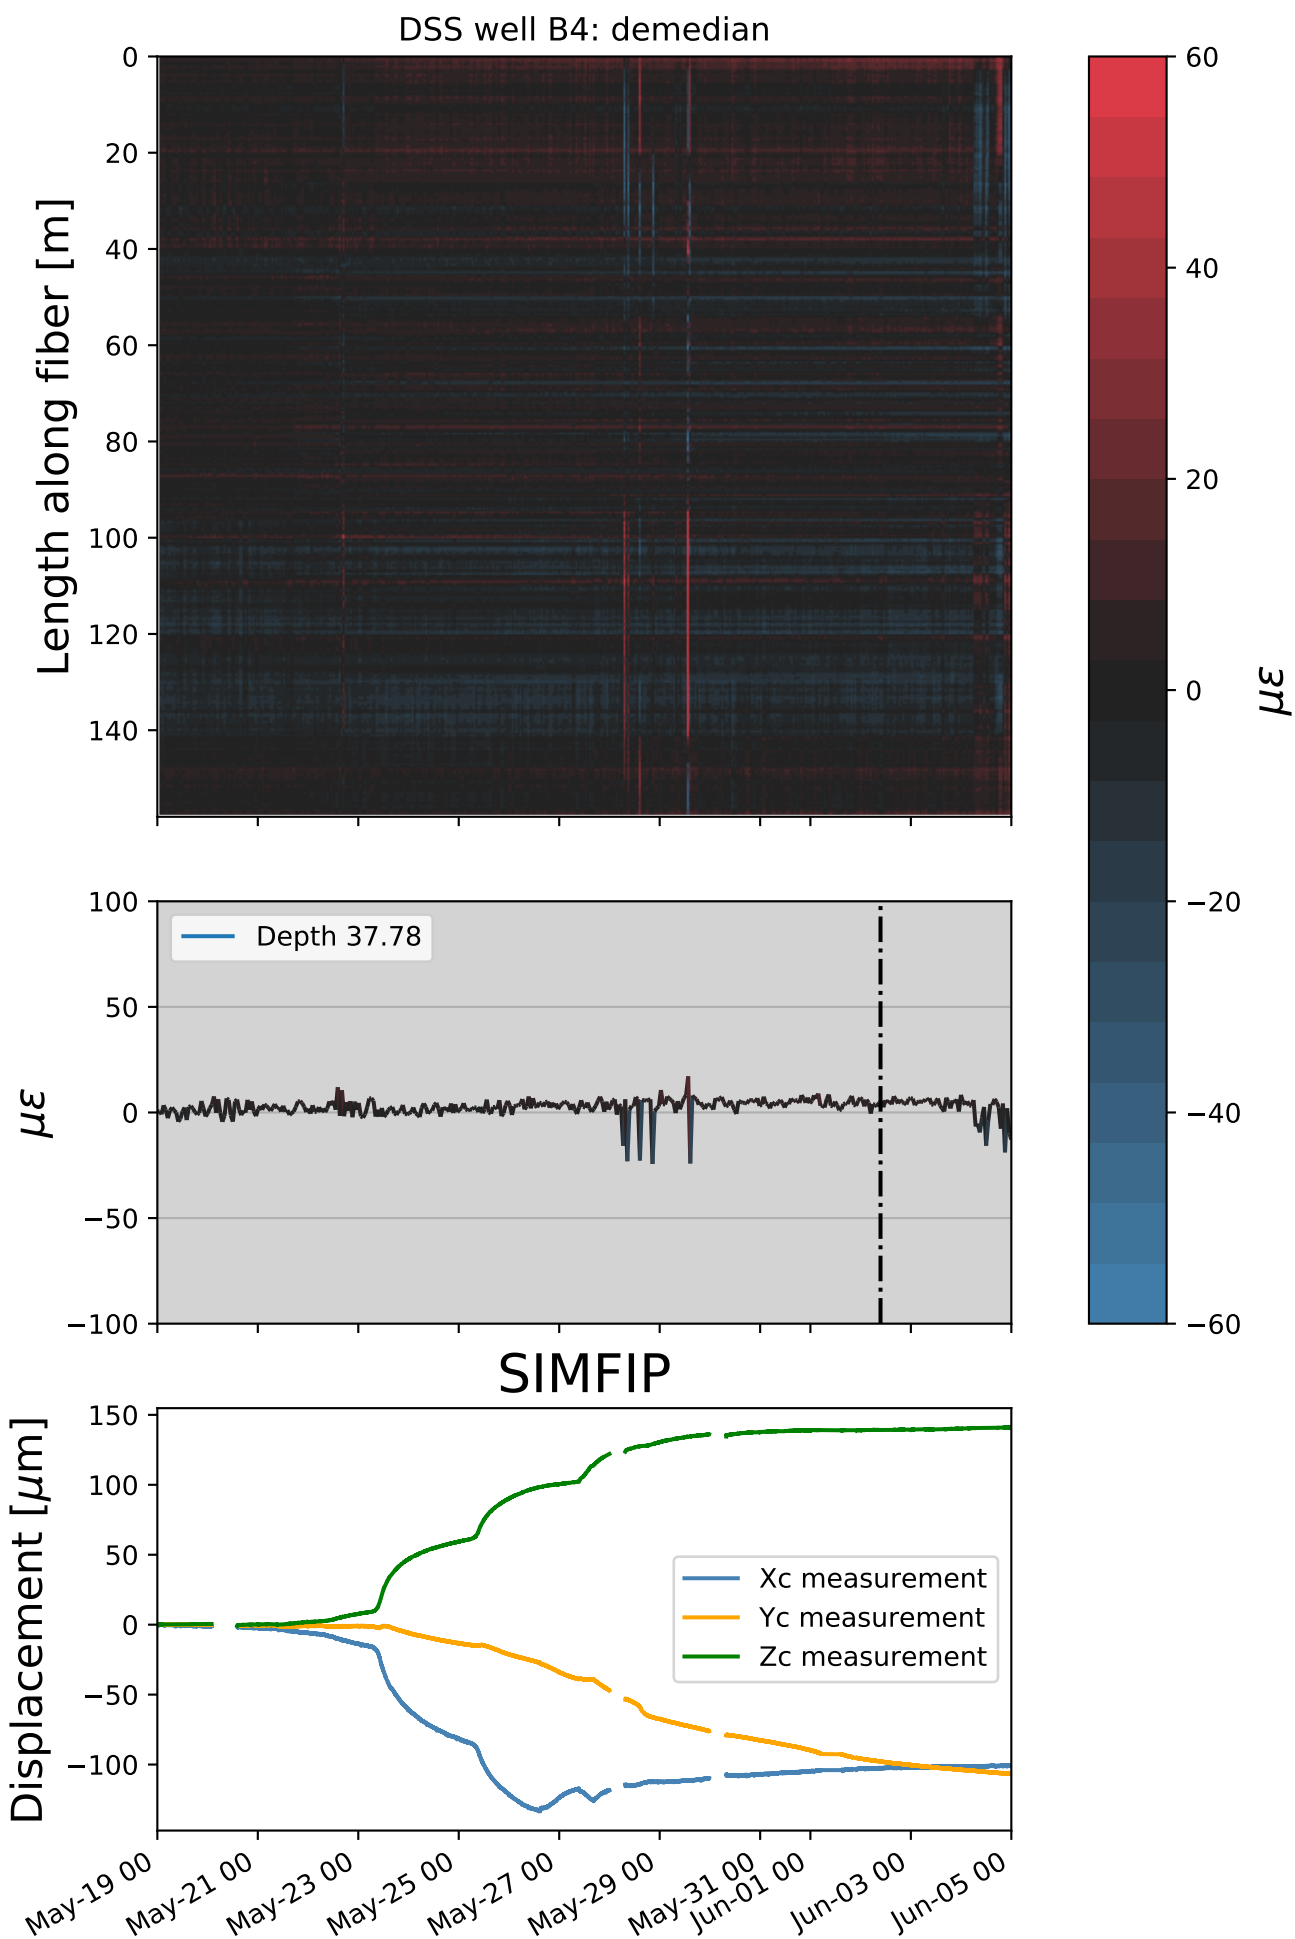 DSS well B4: demedian
0
20
40
60
80
100
120
140
Length along fiber [m]
60
40
20
0
−20
−40
−60
με
100
50
0
−50
−100
με
Depth 37.78
SIMFIP
150
100
50
0
−50
−100
Displacement [μm]
Xc measurement
Yc measurement
Zc measurement
May-19 00
May-21 00
May-23 00
May-25 00
May-27 00
May-29 00
May-31 00
Jun-01 00
Jun-03 00
Jun-05 00